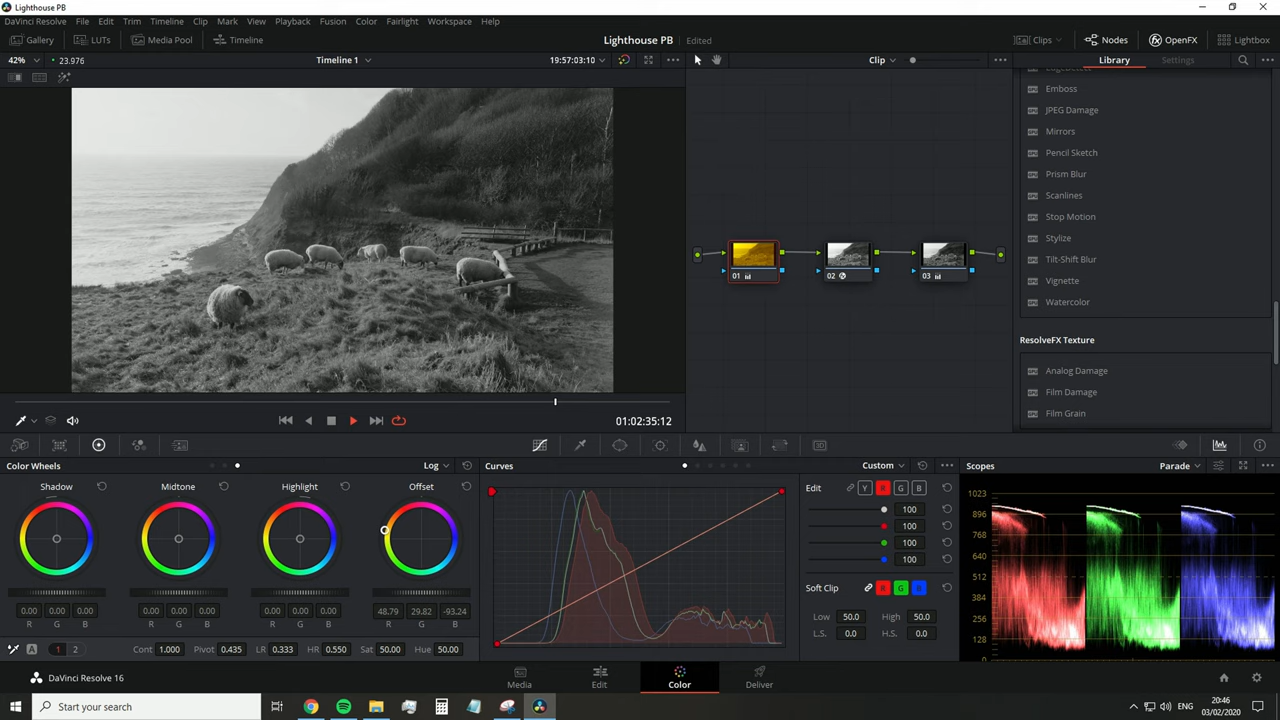 Lighthouse PB
DaVinci Resolve File Edit Trim Timeline Clip Mark View Playback Fusion Color Fairlight Workspace Help
Gallery LUTs Media Pool Timeline Lighthouse PB Edited Clips Nodes OpenFX Lightbox
42% 23.976 Timeline 1 19:57:03:10 Clip Library Settings
Emboss
JPEG Damage
Mirrors
Pencil Sketch
Prism Blur
Scanlines
Stop Motion
Stylize
Tilt-Shift Blur
Vignette
Watercolor
01 02 03
ResolveFX Texture
Analog Damage
Film Damage
Film Grain
01:02:35:12
Color Wheels Log Curves Custom Scopes Parade
Shadow Midtone Highlight Offset
Edit Y R G B
100
100
100
100
Soft Clip R G B
Low 50.0 High 50.0
L.S. 0.0 H.S. 0.0
1023
896
768
640
512
384
256
128
0
0.00 0.00 0.00 0.00 0.00 0.00 0.00 0.00 0.00 48.79 29.82 -93.24
R G B R G B R G B R G B
A 1 2 Cont 1.000 Pivot 0.435 LR 0.333 HR 0.550 Sat 50.00 Hue 50.00
DaVinci Resolve 16 Media Edit Color Deliver
Start your search ENG 20:46
03/02/2020